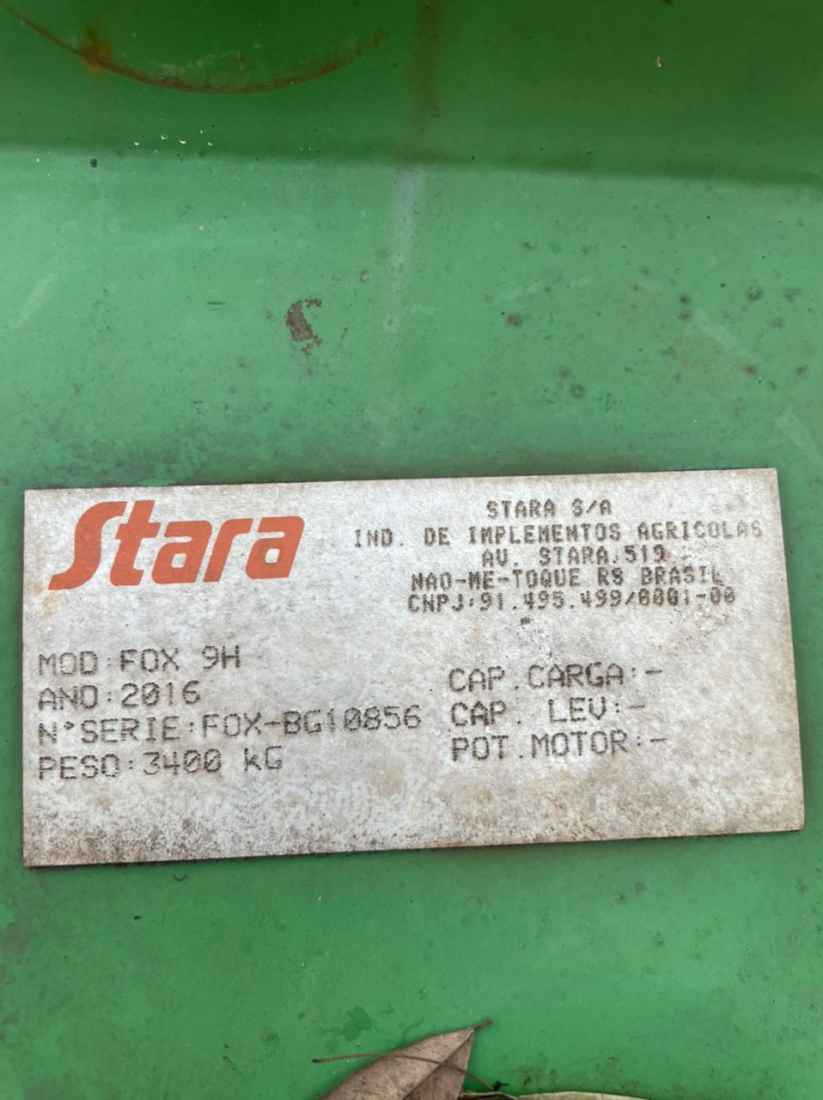 Stara
STARA S/A
IND. DE IMPLEMENTOS AGRICOLAS
AV. STARA,519
NAO-ME-TOQUE RS BRASIL
CNPJ:91.495.499/0001-00
MOD:FOX 9H
ANO:2016
N°SERIE:FOX-BG10856
PESO:3400 KG
CAP.CARGA:-
CAP. LEV:-
POT.MOTOR:-